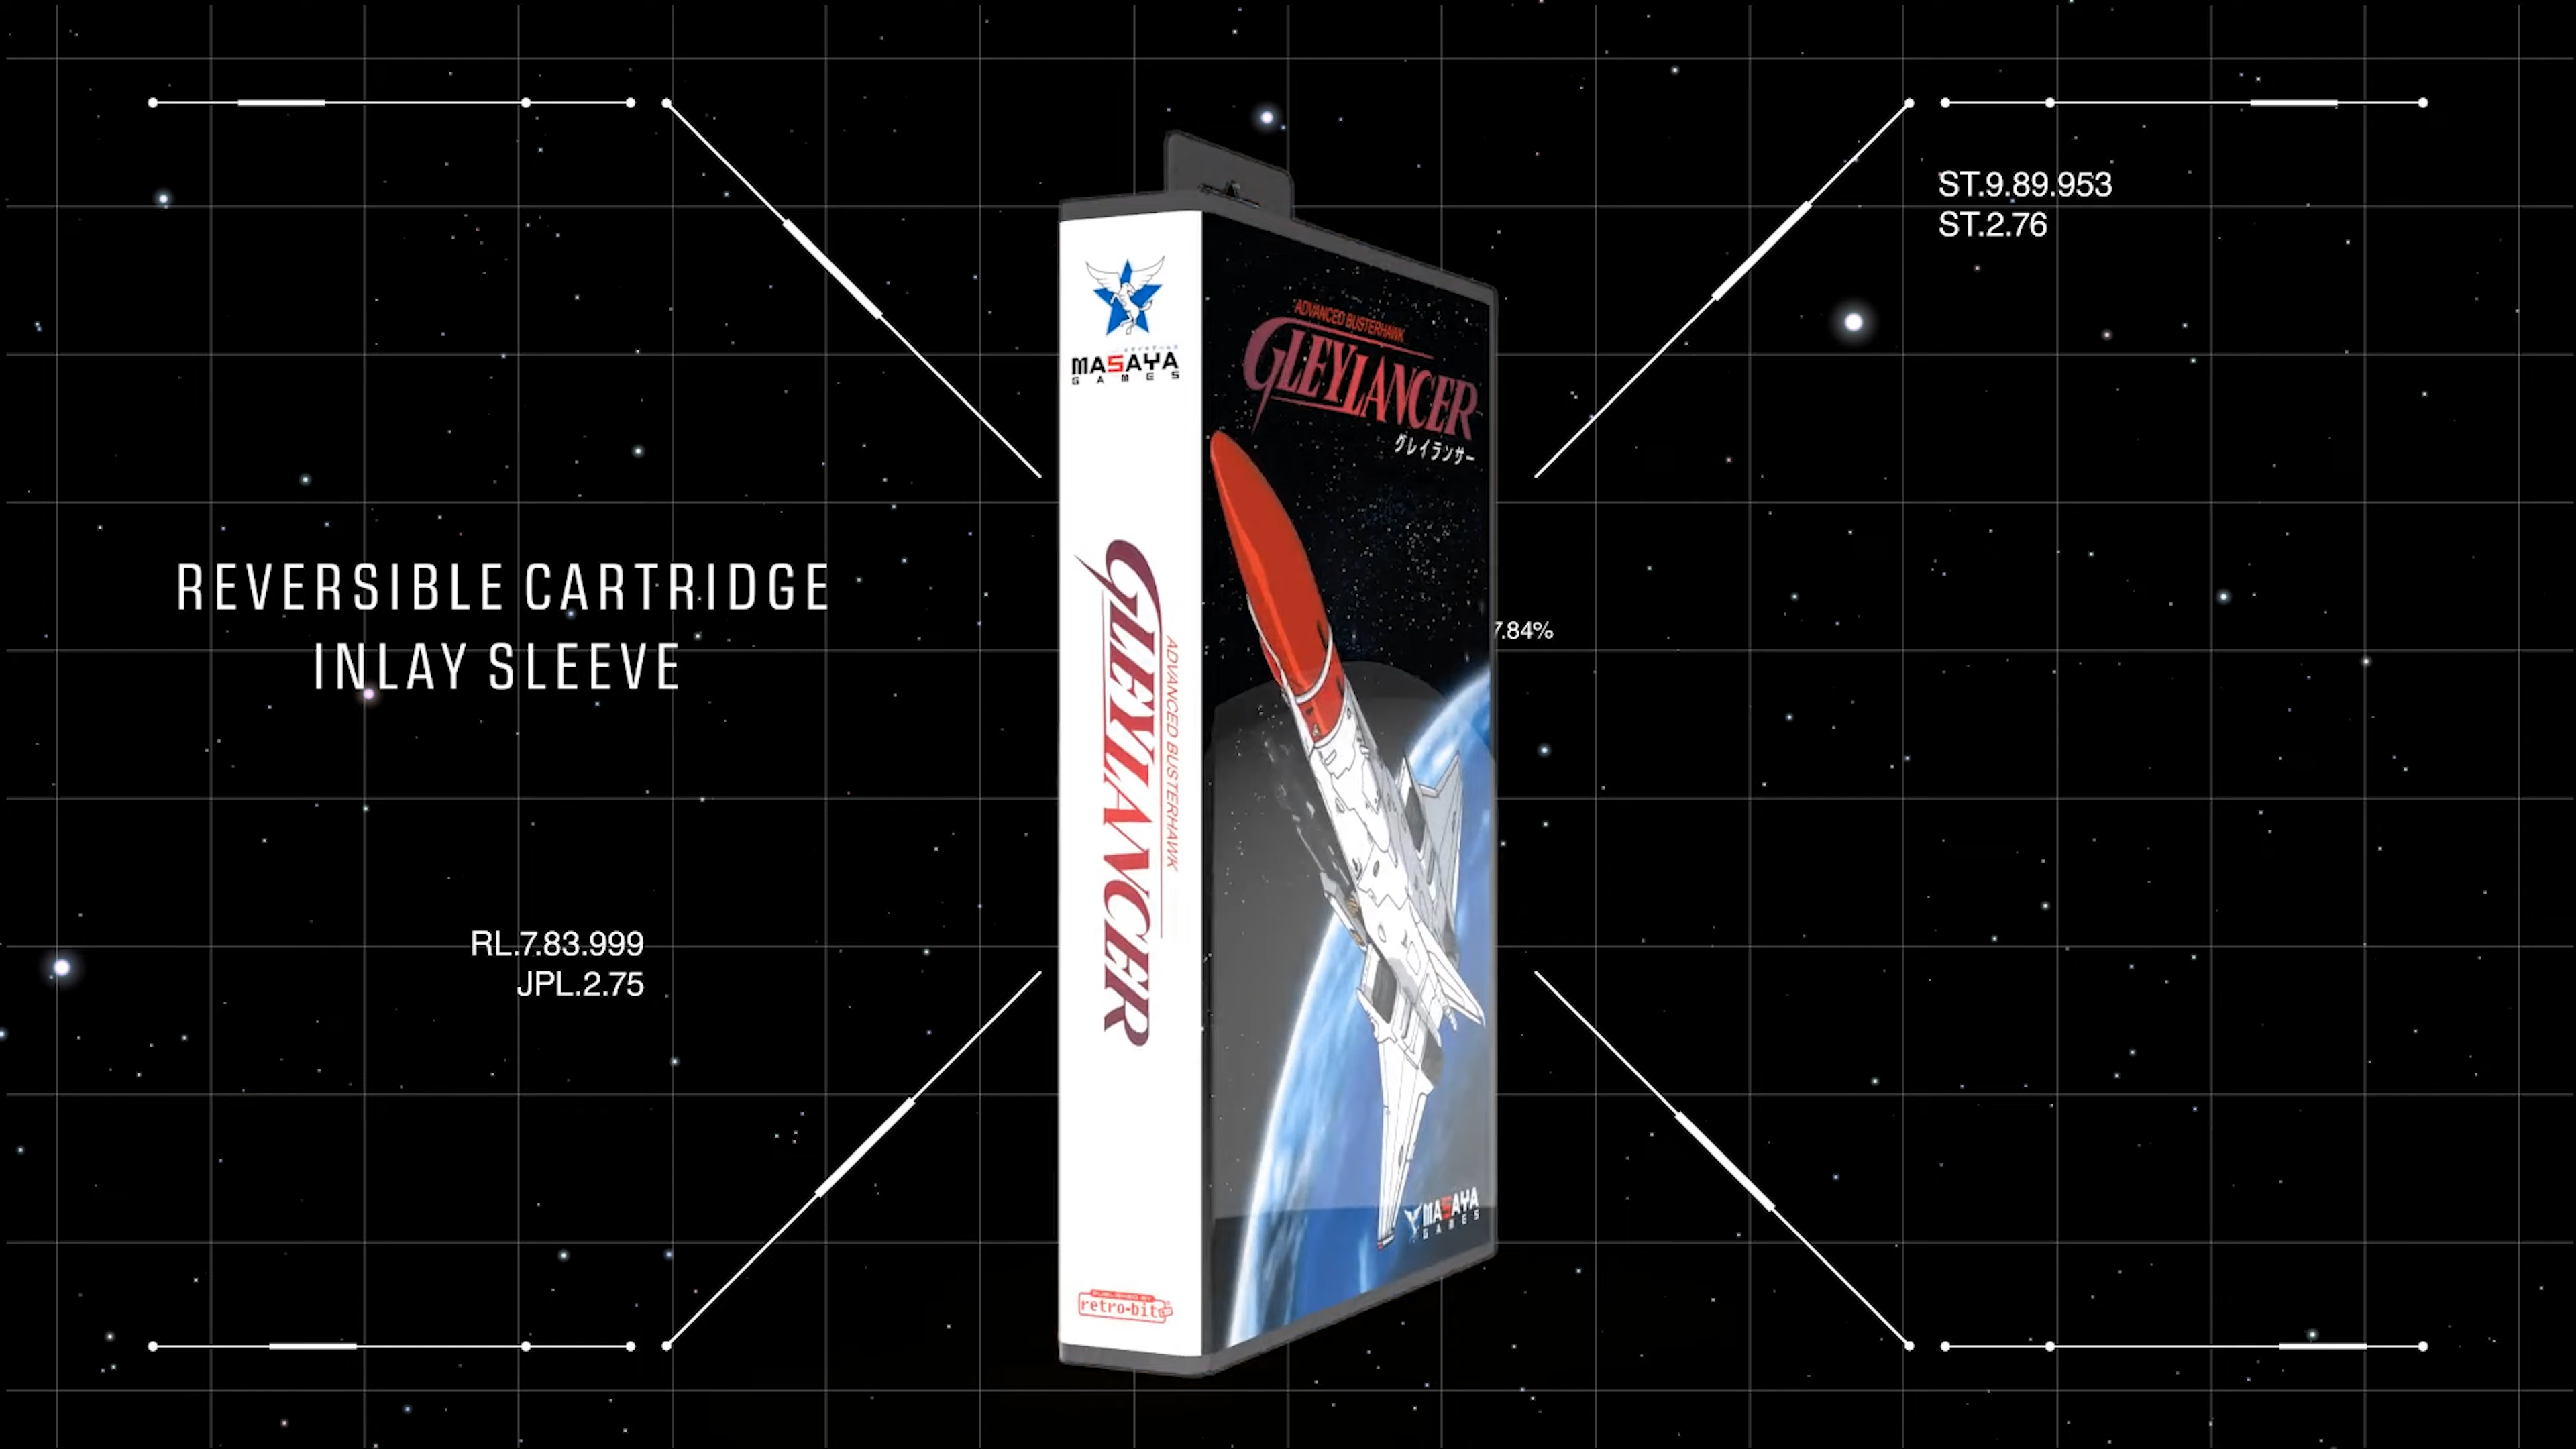 ST.9.89.953
ST.2.76
REVERSIBLE CARTRIDGE
INLAY SLEEVE
RL.7.83.999
JPL.2.75
7.84%
MASAYA
GAMES
ADVANCED BUSTERHAWK
GLEYLANCER
PUBLISHED BY
retro-bit
ADVANCED BUSTERHAWK
GLEYLANCER
グレイランサー
MASAYA
GAMES